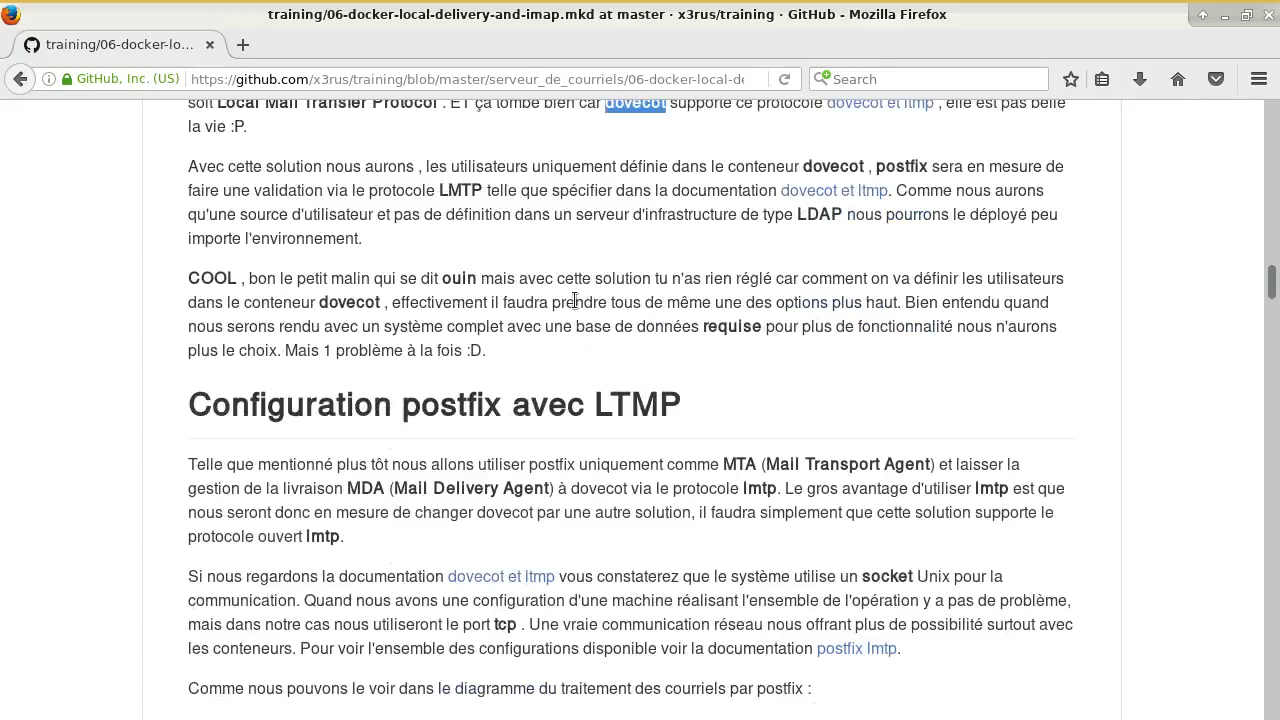 training/06-docker-local-delivery-and-imap.mkd at master · x3rus/training · GitHub - Mozilla Firefox
training/06-docker-lo...
GitHub, Inc. (US) https://github.com/x3rus/training/blob/master/serveur_de_courriels/06-docker-local-de Search
soit Local Mail Transfer Protocol . ET ça tombe bien car dovecot supporte ce protocole dovecot et ltmp , elle est pas belle
la vie :P.
Avec cette solution nous aurons , les utilisateurs uniquement définie dans le conteneur dovecot , postfix sera en mesure de
faire une validation via le protocole LMTP telle que spécifier dans la documentation dovecot et ltmp. Comme nous aurons
qu'une source d'utilisateur et pas de définition dans un serveur d'infrastructure de type LDAP nous pourrons le déployé peu
importe l'environnement.
COOL , bon le petit malin qui se dit ouin mais avec cette solution tu n'as rien réglé car comment on va définir les utilisateurs
dans le conteneur dovecot , effectivement il faudra prendre tous de même une des options plus haut. Bien entendu quand
nous serons rendu avec un système complet avec une base de données requise pour plus de fonctionnalité nous n'aurons
plus le choix. Mais 1 problème à la fois :D.
Configuration postfix avec LTMP
Telle que mentionné plus tôt nous allons utiliser postfix uniquement comme MTA (Mail Transport Agent) et laisser la
gestion de la livraison MDA (Mail Delivery Agent) à dovecot via le protocole lmtp. Le gros avantage d'utiliser lmtp est que
nous seront donc en mesure de changer dovecot par une autre solution, il faudra simplement que cette solution supporte le
protocole ouvert lmtp.
Si nous regardons la documentation dovecot et ltmp vous constaterez que le système utilise un socket Unix pour la
communication. Quand nous avons une configuration d'une machine réalisant l'ensemble de l'opération y a pas de problème,
mais dans notre cas nous utiliseront le port tcp . Une vraie communication réseau nous offrant plus de possibilité surtout avec
les conteneurs. Pour voir l'ensemble des configurations disponible voir la documentation postfix lmtp.
Comme nous pouvons le voir dans le diagramme du traitement des courriels par postfix :